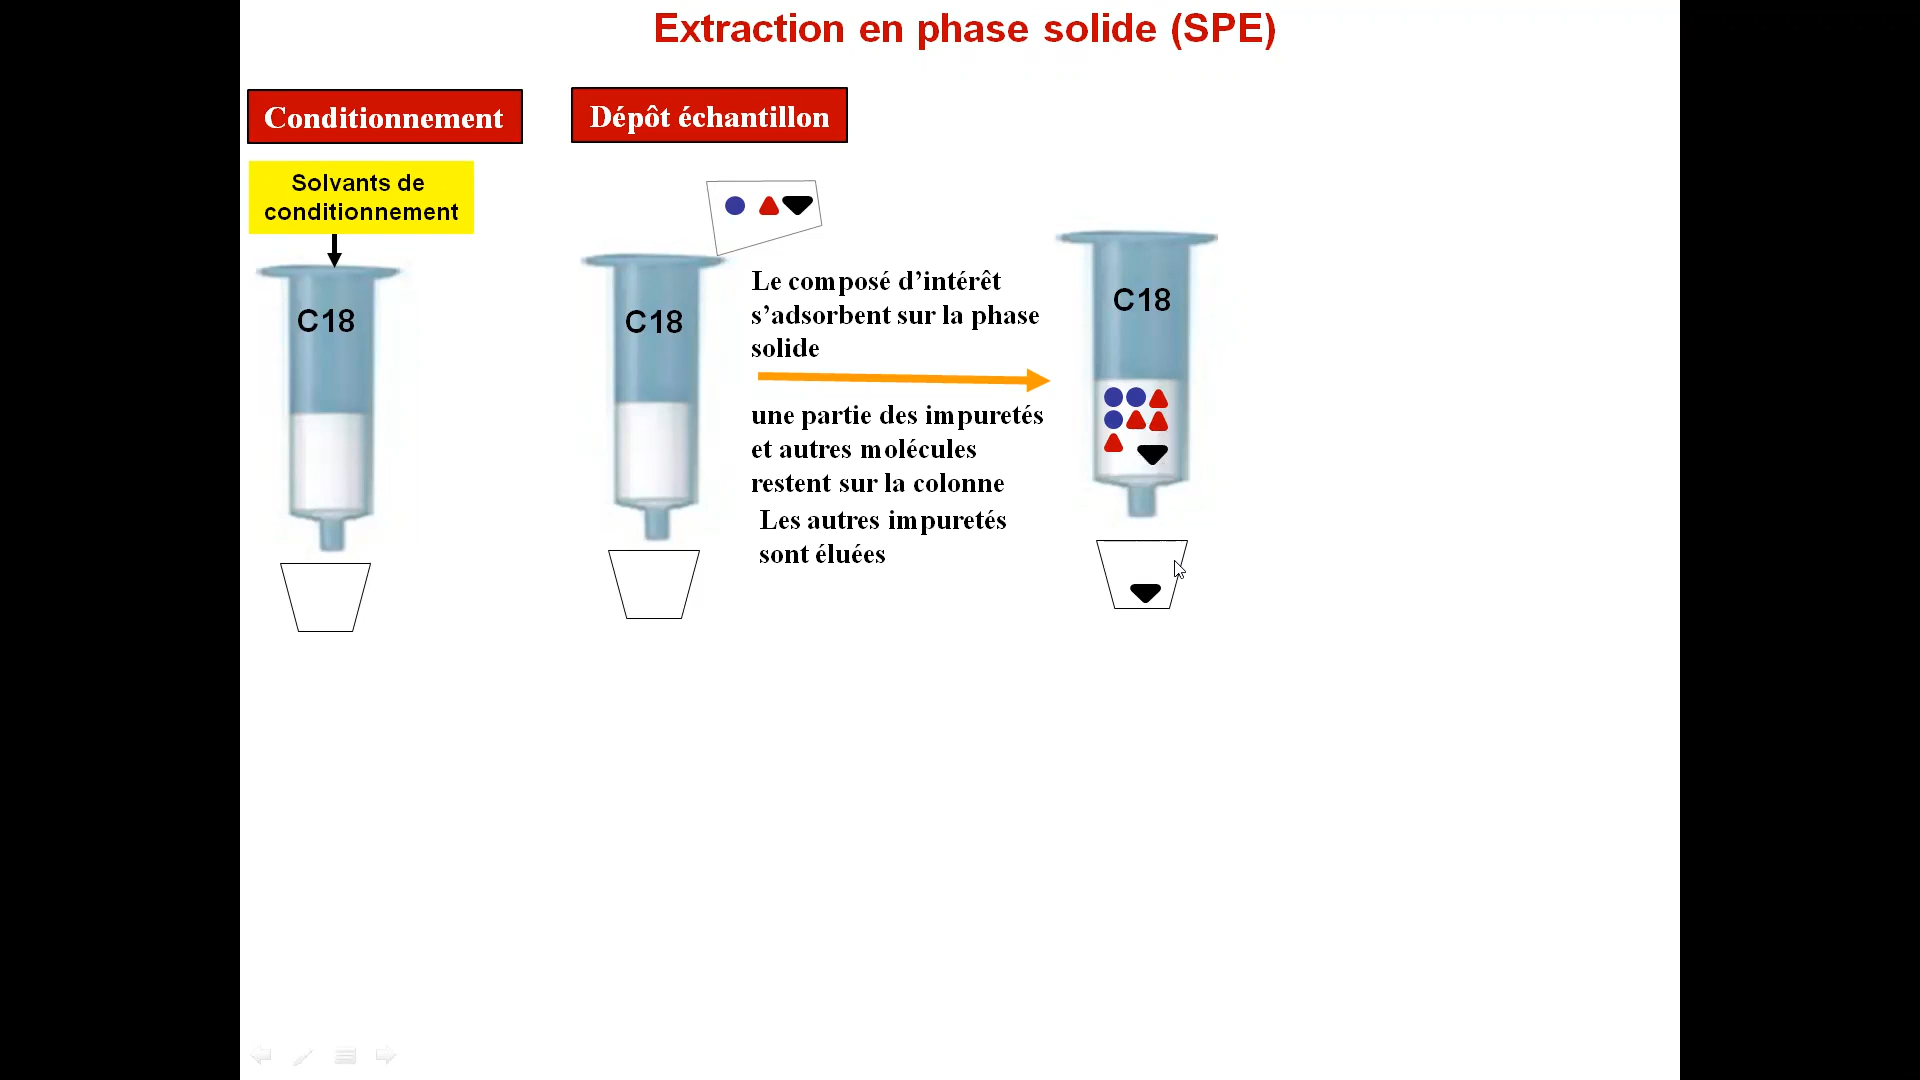 Extraction en phase solide (SPE)
Conditionnement
Dépôt échantillon
Solvants de
conditionnement
C18
C18
Le composé d’intérêt
s’adsorbent sur la phase
solide
une partie des impuretés
et autres molécules
restent sur la colonne
Les autres impuretés
sont éluées
C18